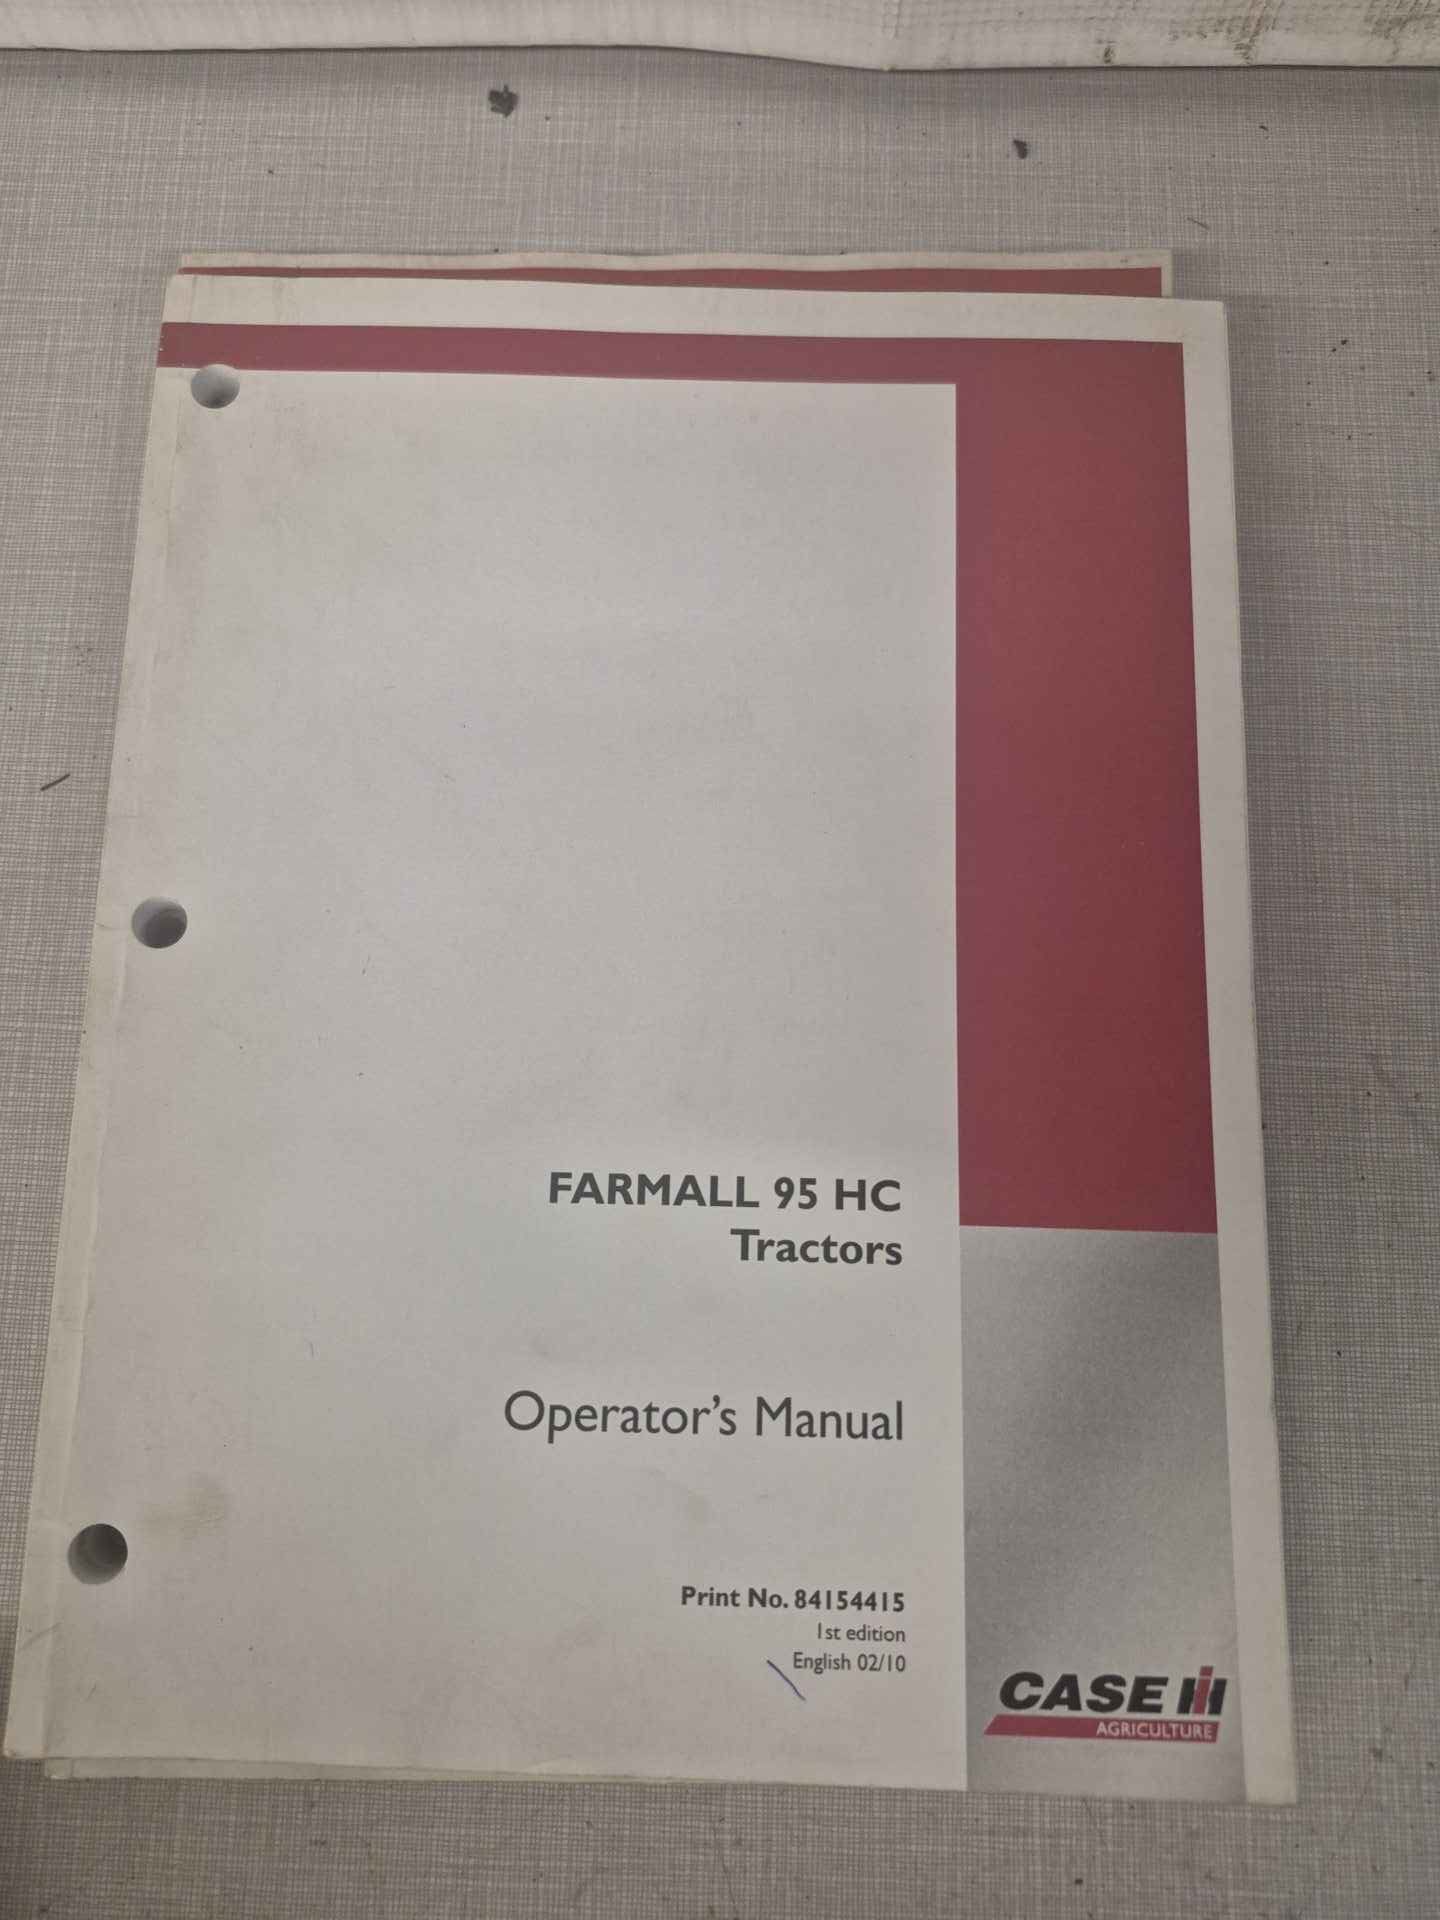 FARMALL 95 HC
Tractors
Operator's Manual
Print No. 84154415
1st edition
English 02/10
CASE IH
AGRICULTURE